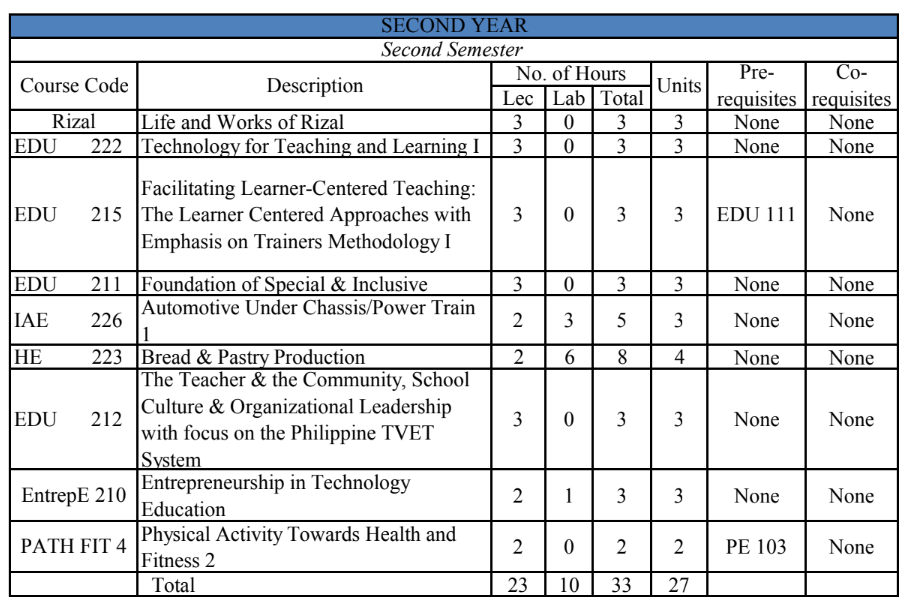 SECOND YEAR
Second Semester
Course Code Description No. of Hours Units Pre-requisites Co-requisites
Lec Lab Total
Rizal Life and Works of Rizal 3 0 3 3 None None
EDU 222 Technology for Teaching and Learning I 3 0 3 3 None None
Facilitating Learner-Centered Teaching:
EDU 215 The Learner Centered Approaches with 3 0 3 3 EDU 111 None
Emphasis on Trainers Methodology I
EDU 211 Foundation of Special & Inclusive 3 0 3 3 None None
Automotive Under Chassis/Power Train
IAE 226 1 2 3 5 3 None None
HE 223 Bread & Pastry Production 2 6 8 4 None None
The Teacher & the Community, School
Culture & Organizational Leadership
EDU 212 with focus on the Philippine TVET 3 0 3 3 None None
System
Entrepreneurship in Technology
EntrepE 210 Education 2 1 3 3 None None
Physical Activity Towards Health and
PATH FIT 4 Fitness 2 2 0 2 2 PE 103 None
Total 23 10 33 27